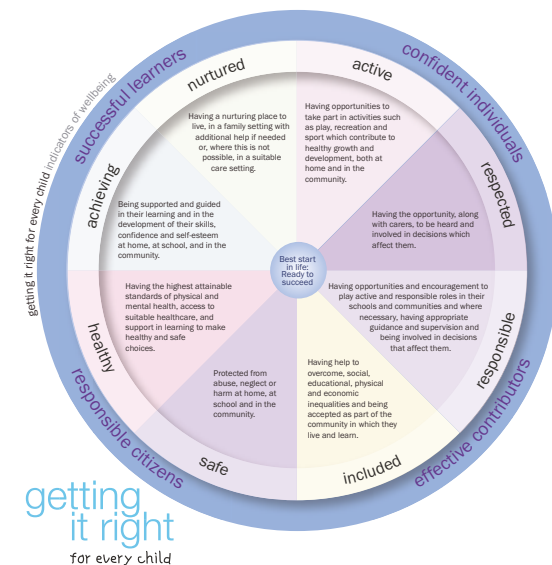 getting it right for every child indicators of wellbeing
successful learners
confident individuals
nurtured
active
Having a nurturing place to
live, in a family setting with
additional help if needed
or, where this is not
possible, in a suitable
care setting.
Having opportunities to
take part in activities such
as play, recreation and
sport which contribute to
healthy growth and
development, both at
home and in the
community.
achieving
respected
Being supported and guided
in their learning and in the
development of their skills,
confidence and self-esteem
at home, at school, and in the
community.
Having the opportunity, along
with carers, to be heard and
involved in decisions which
affect them.
Best start
in life:
Ready to
succeed
healthy
responsible
Having the highest attainable
standards of physical and
mental health, access to
suitable healthcare, and
support in learning to make
healthy and safe
choices.
Having opportunities and encouragement to
play active and responsible roles in their
schools and communities and where
necessary, having appropriate
guidance and supervision and
being involved in decisions
that affect them.
Protected from
abuse, neglect or
harm at home, at
school and in the
community.
Having help to
overcome, social,
educational, physical
and economic
inequalities and being
accepted as part of the
community in which they
live and learn.
safe
included
responsible citizens
effective contributors
getting
it right
for every child